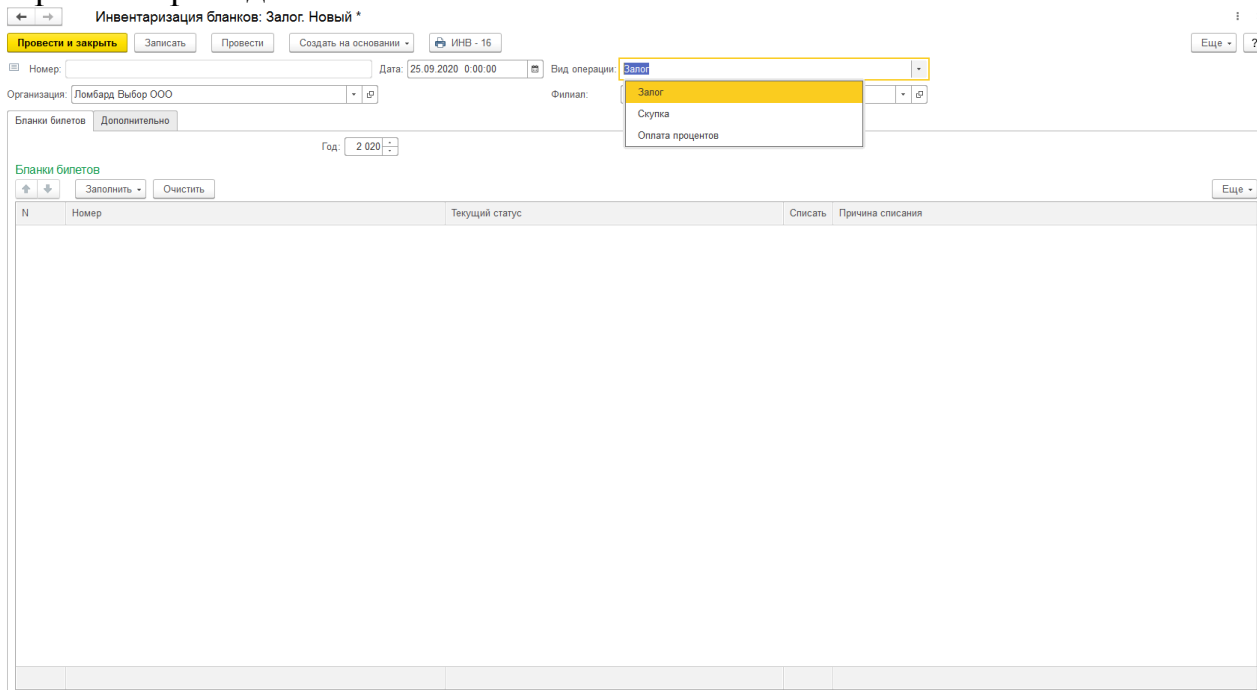 Инвентаризация бланков: Залог. Новый *
Провести и закрыть Записать Провести Создать на основании ИНВ - 16 Еще ?
Номер: Дата: 25.09.2020 0:00:00 Вид операции: Залог
Организация: Ломбард Выбор ООО Филиал: Залог
Скупка
Оплата процентов
Бланки билетов Дополнительно
Год: 2 020
Бланки билетов
Заполнить Очистить Еще
N Номер Текущий статус Списать Причина списания